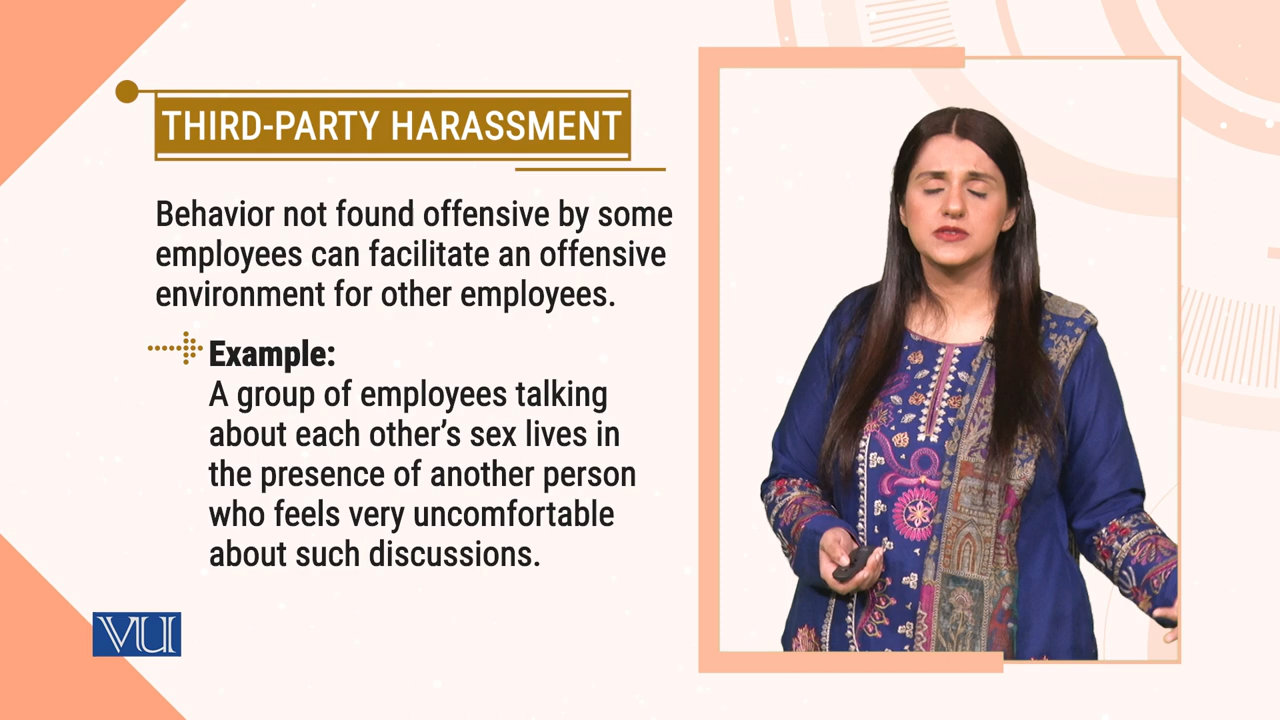 THIRD-PARTY HARASSMENT
Behavior not found offensive by some
employees can facilitate an offensive
environment for other employees.
Example:
A group of employees talking
about each other’s sex lives in
the presence of another person
who feels very uncomfortable
about such discussions.
VU